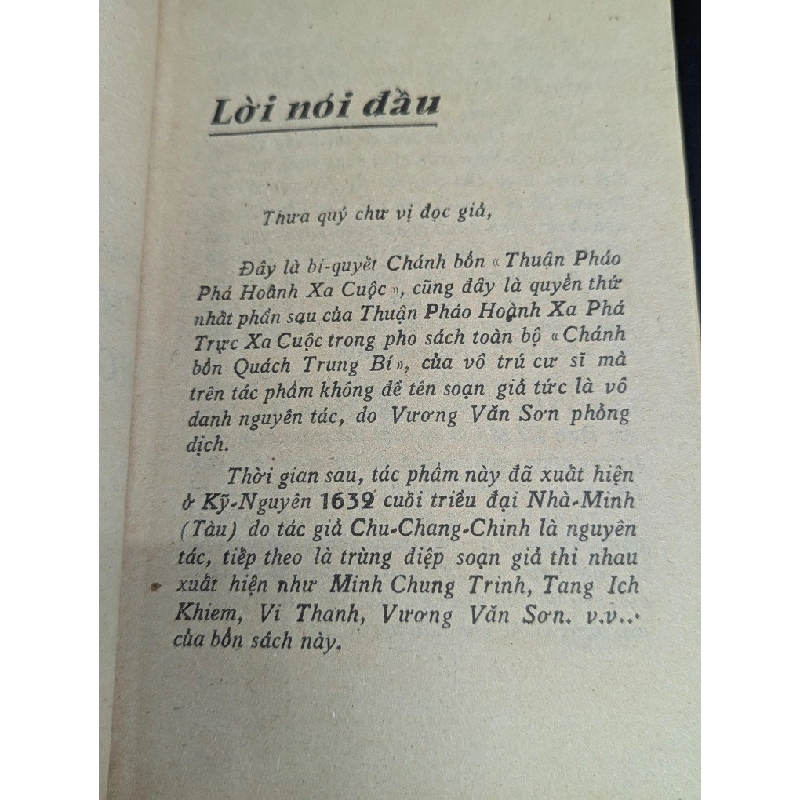 Lời nói đầu
Thưa quý chư vị đọc giả,
Đây là bí-quyết Chánh bổn « Thuận Pháo
Phá Hoành Xa Cuộc », cũng đây là quyển thứ
nhất phần sau của Thuận Pháo Hoành Xa Phá
Trực Xa Cuộc trong pho sách toàn bộ « Chánh
bổn Quách Trung Bí », của vô trú cư sĩ mà
trên tác phẩm không để tên soạn giả tức là vô
danh nguyên tác, do Vương Văn Sơn phỏng
dịch.
Thời gian sau, tác phẩm này đã xuất hiện
ở Kỹ-Nguyên 1632 cuối triều đại Nhà-Minh
(Tàu) do tác giả Chu-Chang-Chinh là nguyên
tác, tiếp theo là trùng điệp soạn giả thi nhau
xuất hiện như Minh Chung Trinh, Tang Ich
Khiem, Vi Thanh, Vương Văn Sơn. v.v...
của bổn sách này.